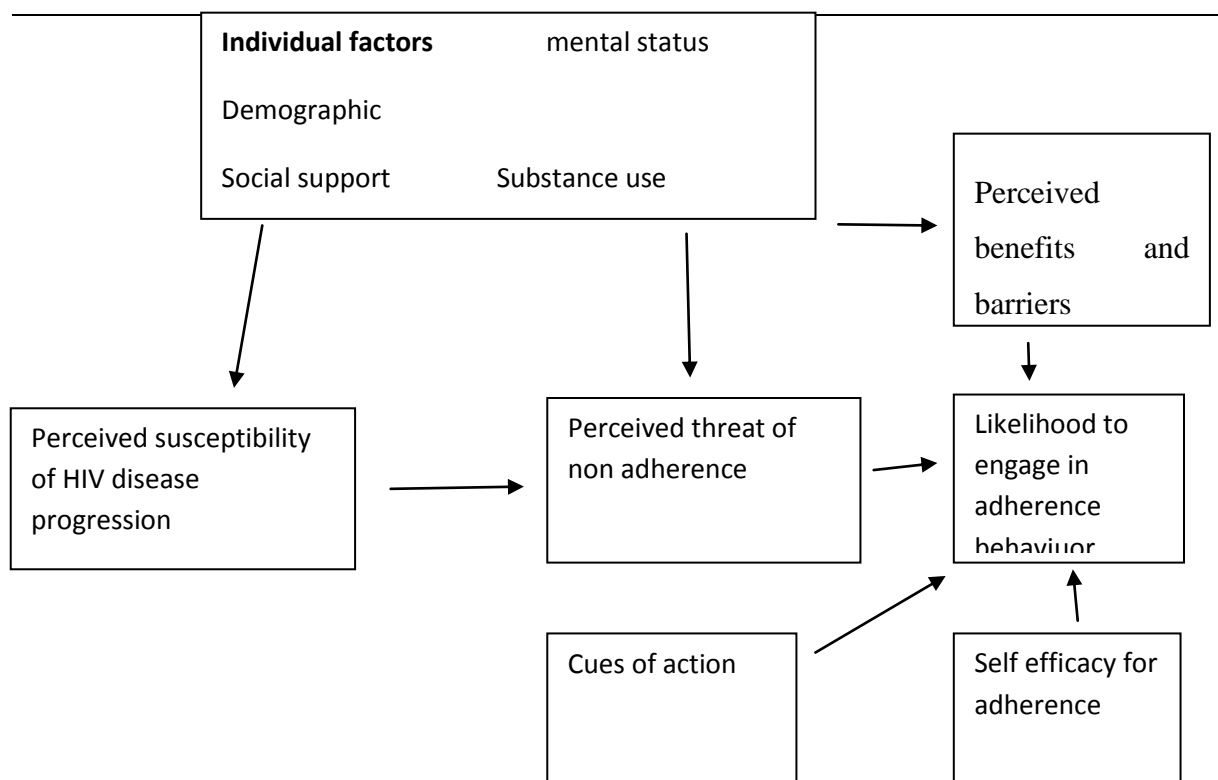 Individual factors mental status
Demographic
Social support Substance use
Perceived
benefits and
barriers
Perceived susceptibility
of HIV disease
progression
Perceived threat of
non adherence
Likelihood to
engage in
adherence
behaviuor
Cues of action
Self efficacy for
adherence